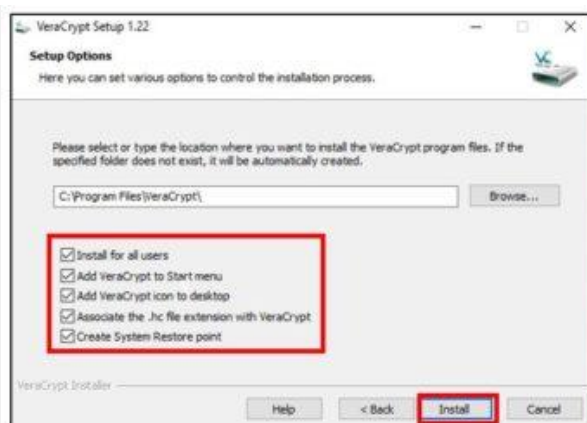 VeraCrypt Setup 1.22
Setup Options
Here you can set various options to control the installation process.
VC
Please select or type the location where you want to install the VeraCrypt program files. If the
specified folder does not exist, it will be automatically created.
C:\Program Files\VeraCrypt\
Browse...
Install for all users
Add VeraCrypt to Start menu
Add VeraCrypt icon to desktop
Associate the .hc file extension with VeraCrypt
Create System Restore point
VeraCrypt Installer
Help < Back Install Cancel